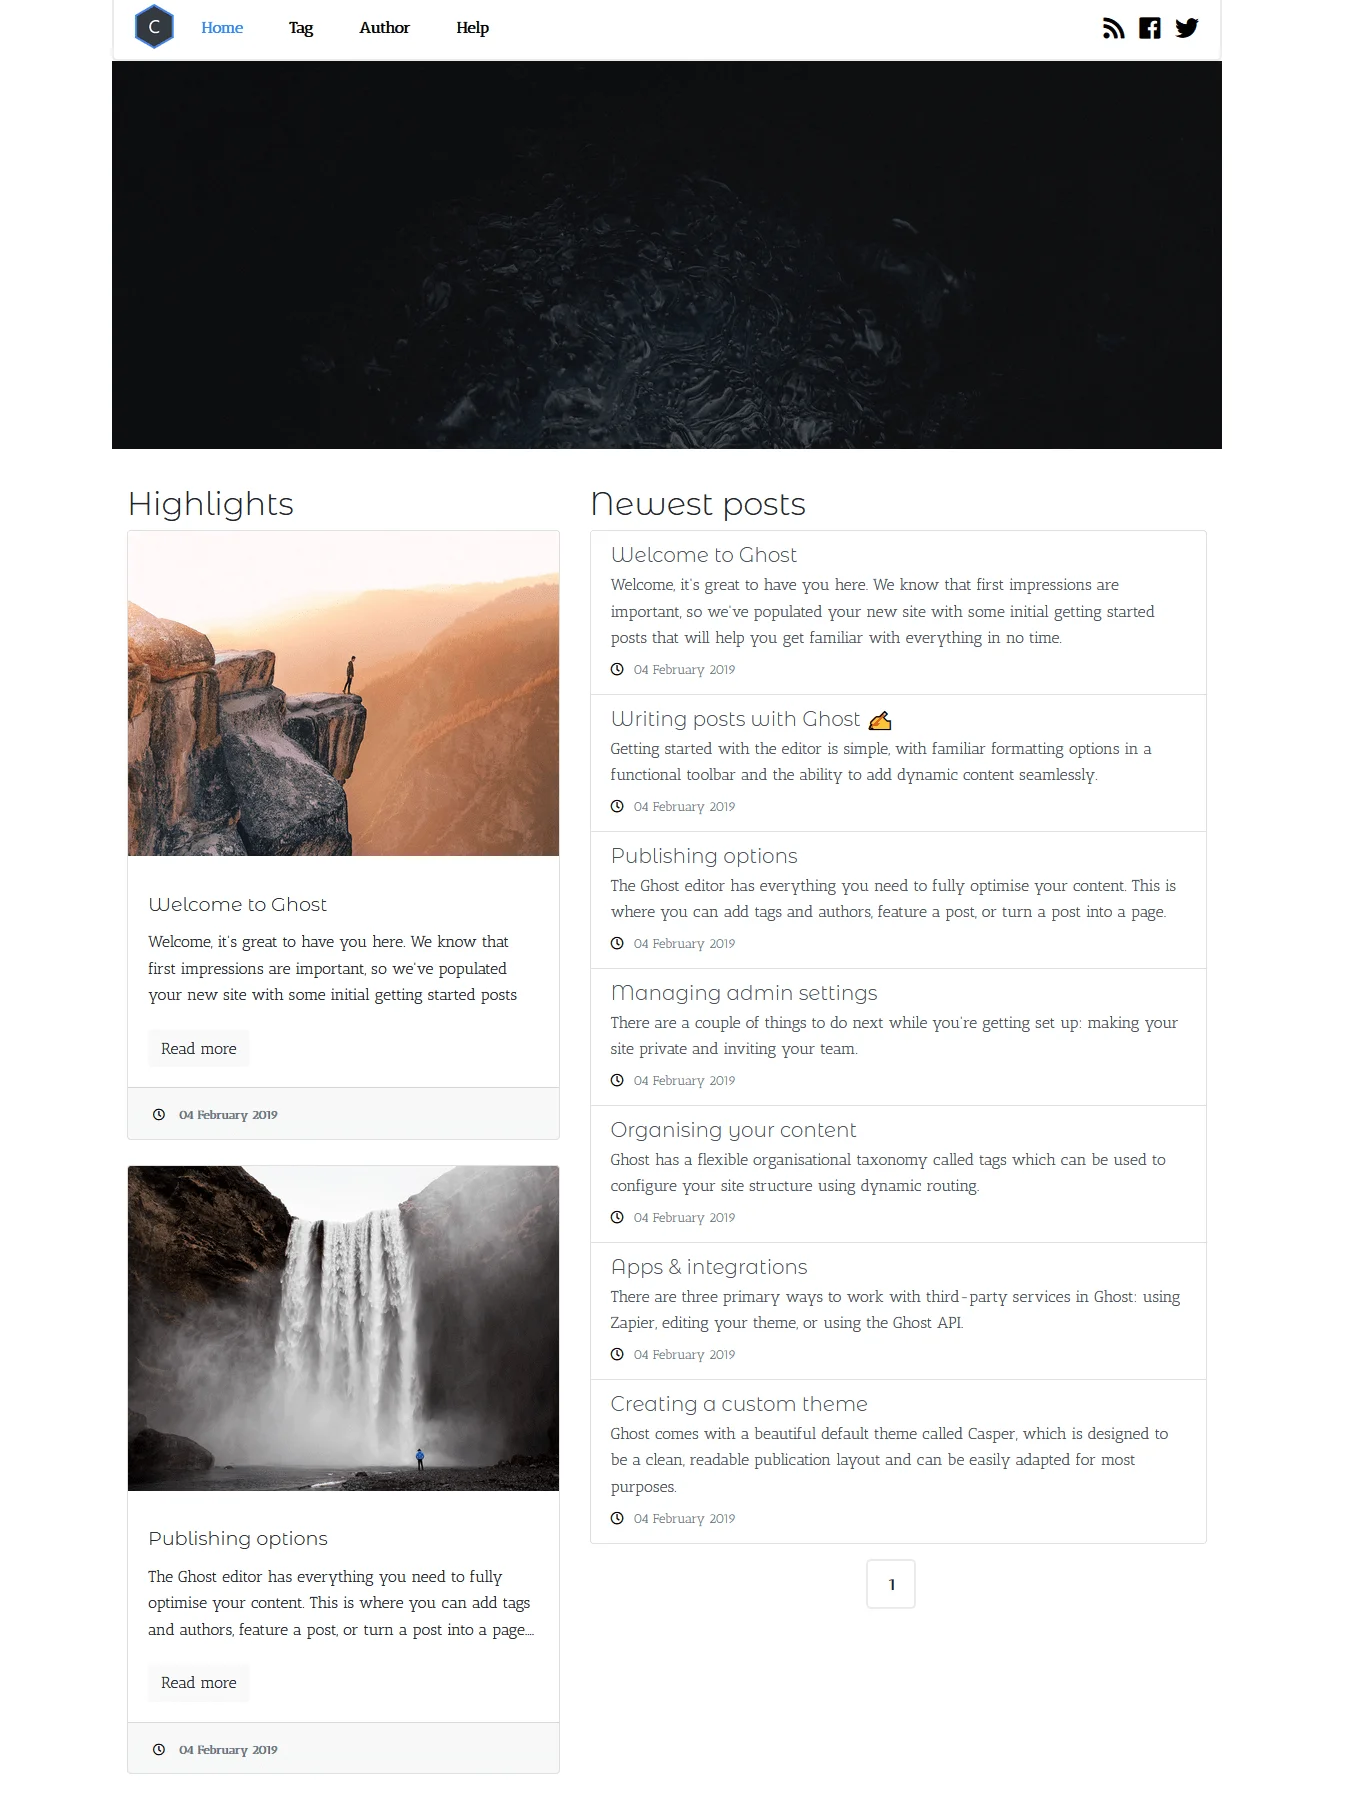 C
Home Tag Author Help
Highlights
Welcome to Ghost
Welcome, it's great to have you here. We know that
first impressions are important, so we've populated
your new site with some initial getting started posts
Read more
04 February 2019
Publishing options
The Ghost editor has everything you need to fully
optimise your content. This is where you can add tags
and authors, feature a post, or turn a post into a page....
Read more
04 February 2019
Newest posts
Welcome to Ghost
Welcome, it's great to have you here. We know that first impressions are
important, so we've populated your new site with some initial getting started
posts that will help you get familiar with everything in no time.
04 February 2019
Writing posts with Ghost ✍️
Getting started with the editor is simple, with familiar formatting options in a
functional toolbar and the ability to add dynamic content seamlessly.
04 February 2019
Publishing options
The Ghost editor has everything you need to fully optimise your content. This is
where you can add tags and authors, feature a post, or turn a post into a page.
04 February 2019
Managing admin settings
There are a couple of things to do next while you're getting set up: making your
site private and inviting your team.
04 February 2019
Organising your content
Ghost has a flexible organisational taxonomy called tags which can be used to
configure your site structure using dynamic routing.
04 February 2019
Apps & integrations
There are three primary ways to work with third-party services in Ghost: using
Zapier, editing your theme, or using the Ghost API.
04 February 2019
Creating a custom theme
Ghost comes with a beautiful default theme called Casper, which is designed to
be a clean, readable publication layout and can be easily adapted for most
purposes.
04 February 2019
1